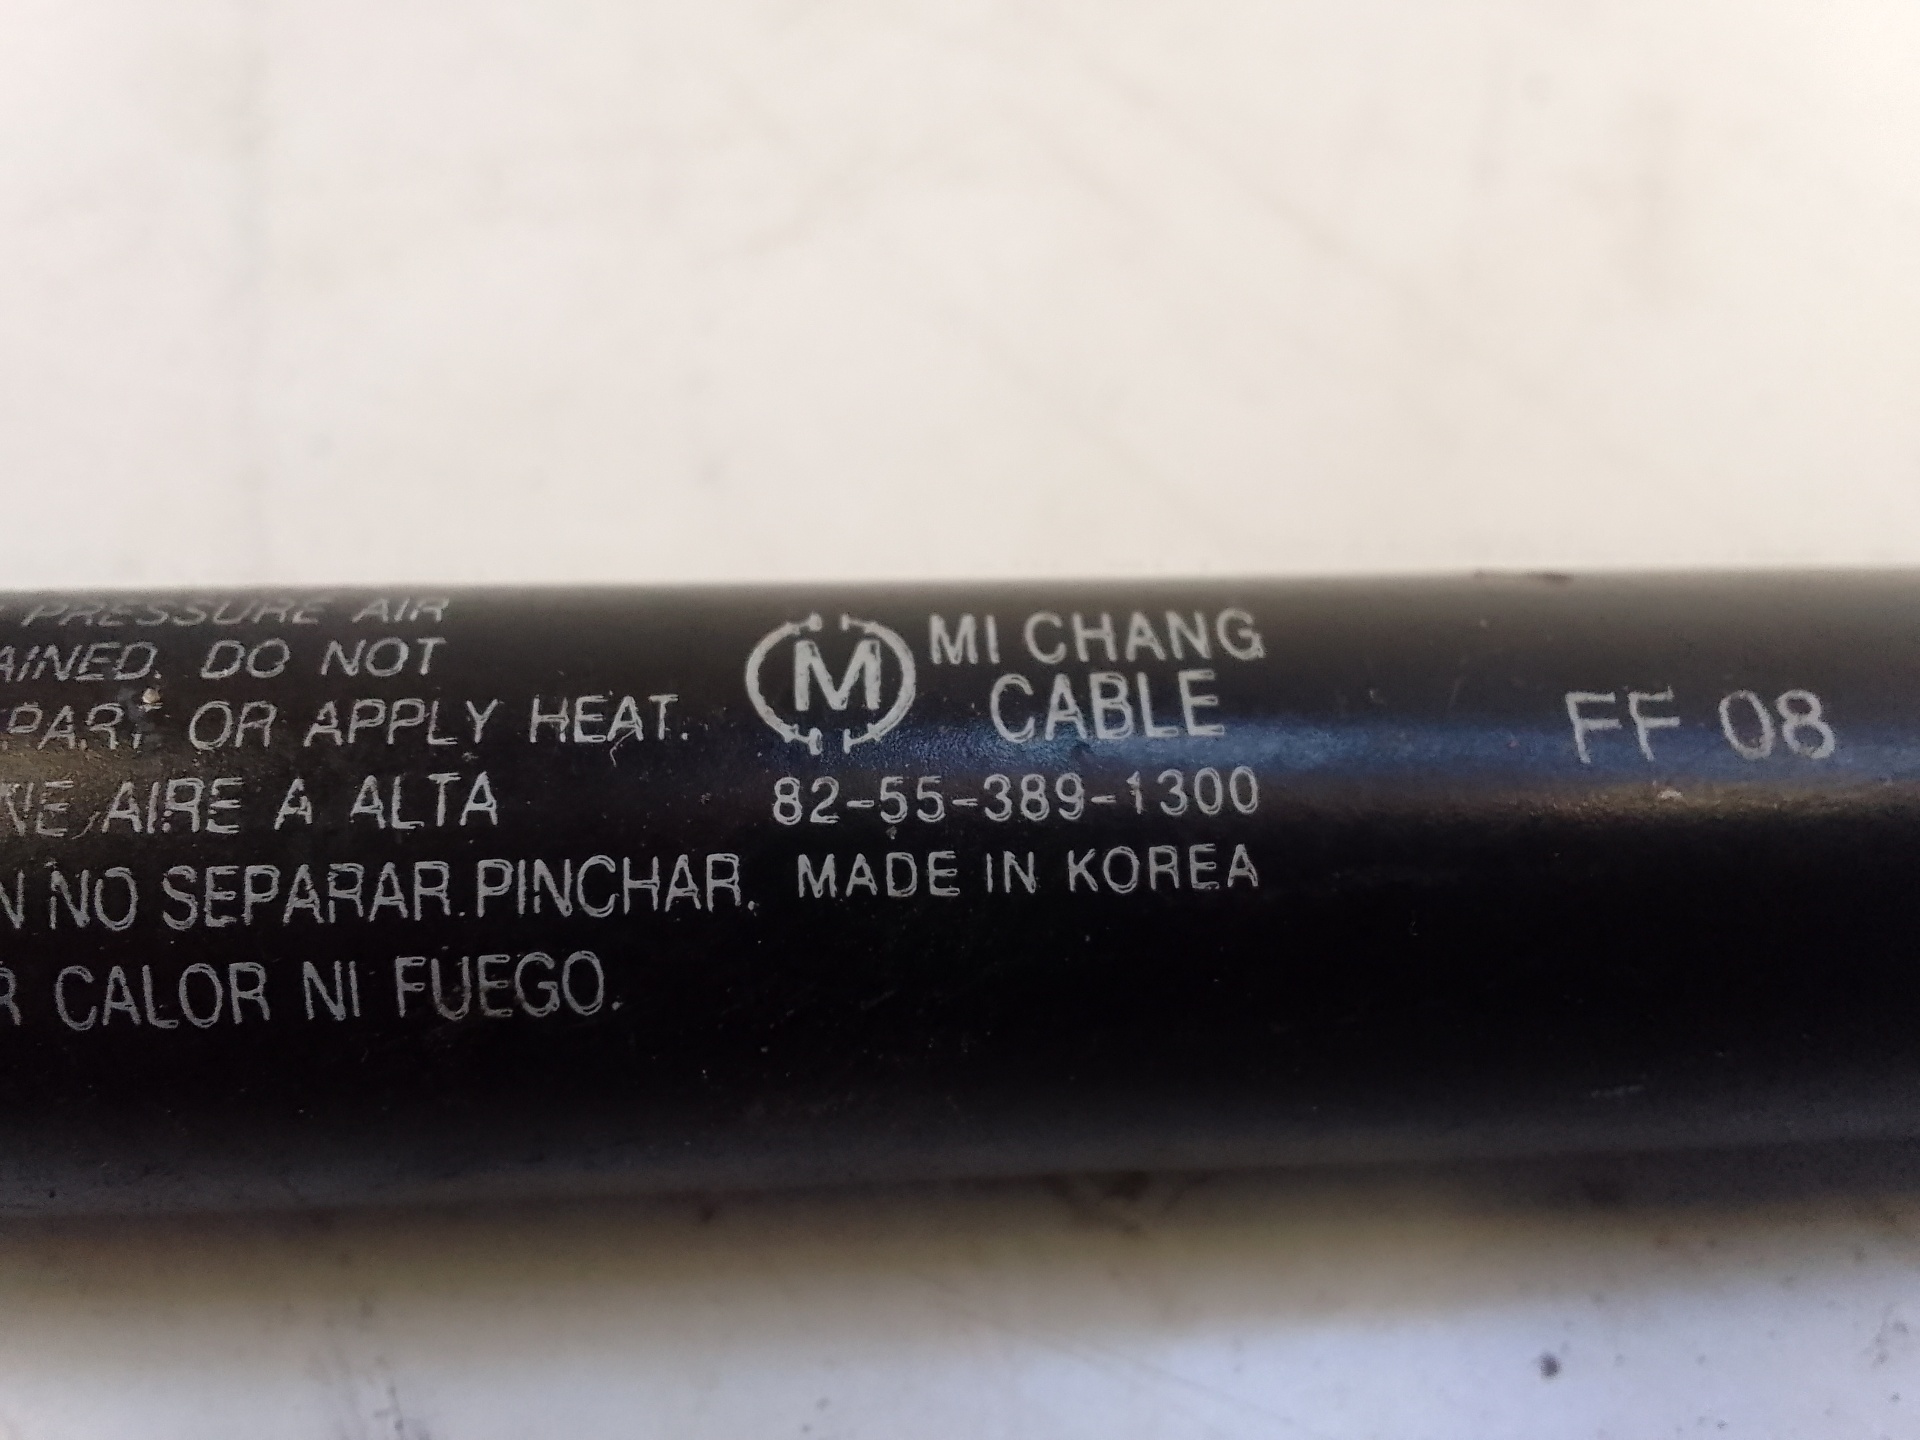 PRESSURE AIR
AINED. DO NOT
PART OR APPLY HEAT.
NE AIRE A ALTA
N NO SEPARAR.PINCHAR.
R CALOR NI FUEGO.
M
MI CHANG
CABLE
82-55-389-1300
MADE IN KOREA
FF 08